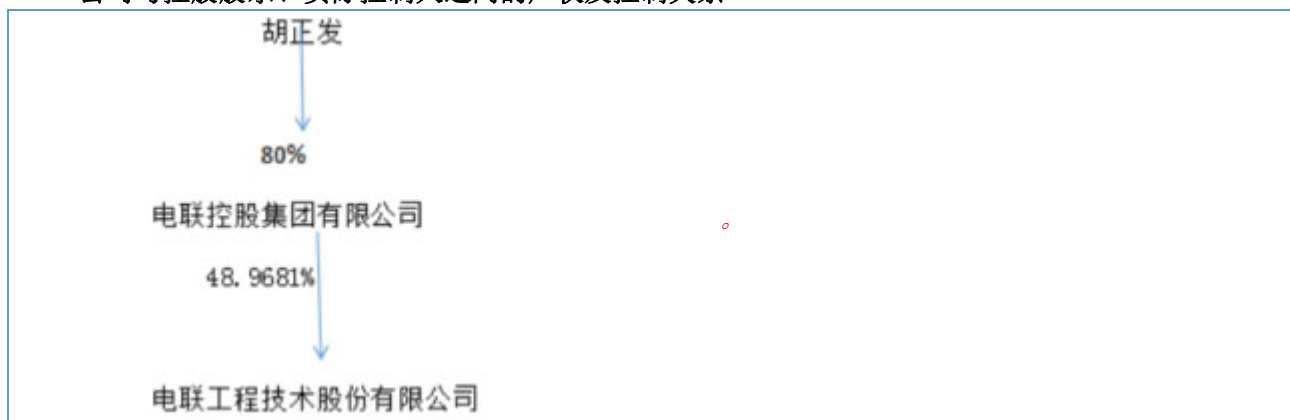 胡正发
80%
电联控股集团有限公司
。
48.9681%
电联工程技术股份有限公司